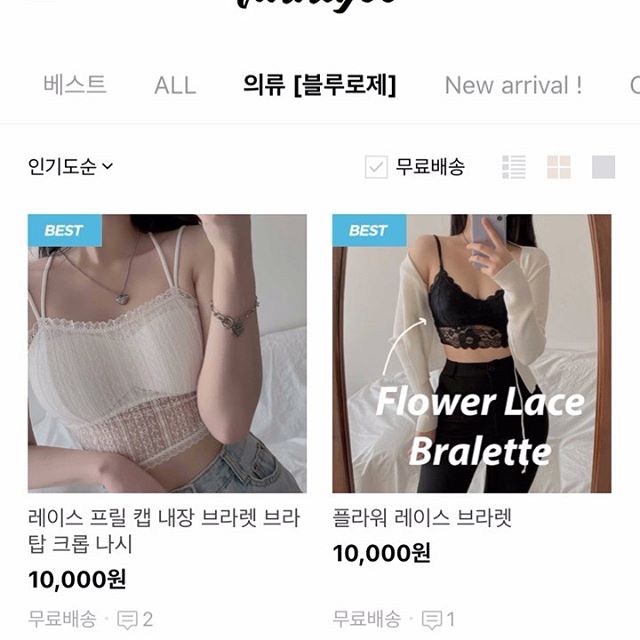 베스트 ALL 의류 [블루로제] New arrival !
인기도순 무료배송
BEST
BEST
Flower Lace
Bralette
레이스 프릴 캡 내장 브라렛 브라
탑 크롭 나시
10,000원
무료배송 · 2
플라워 레이스 브라렛
10,000원
무료배송 · 1